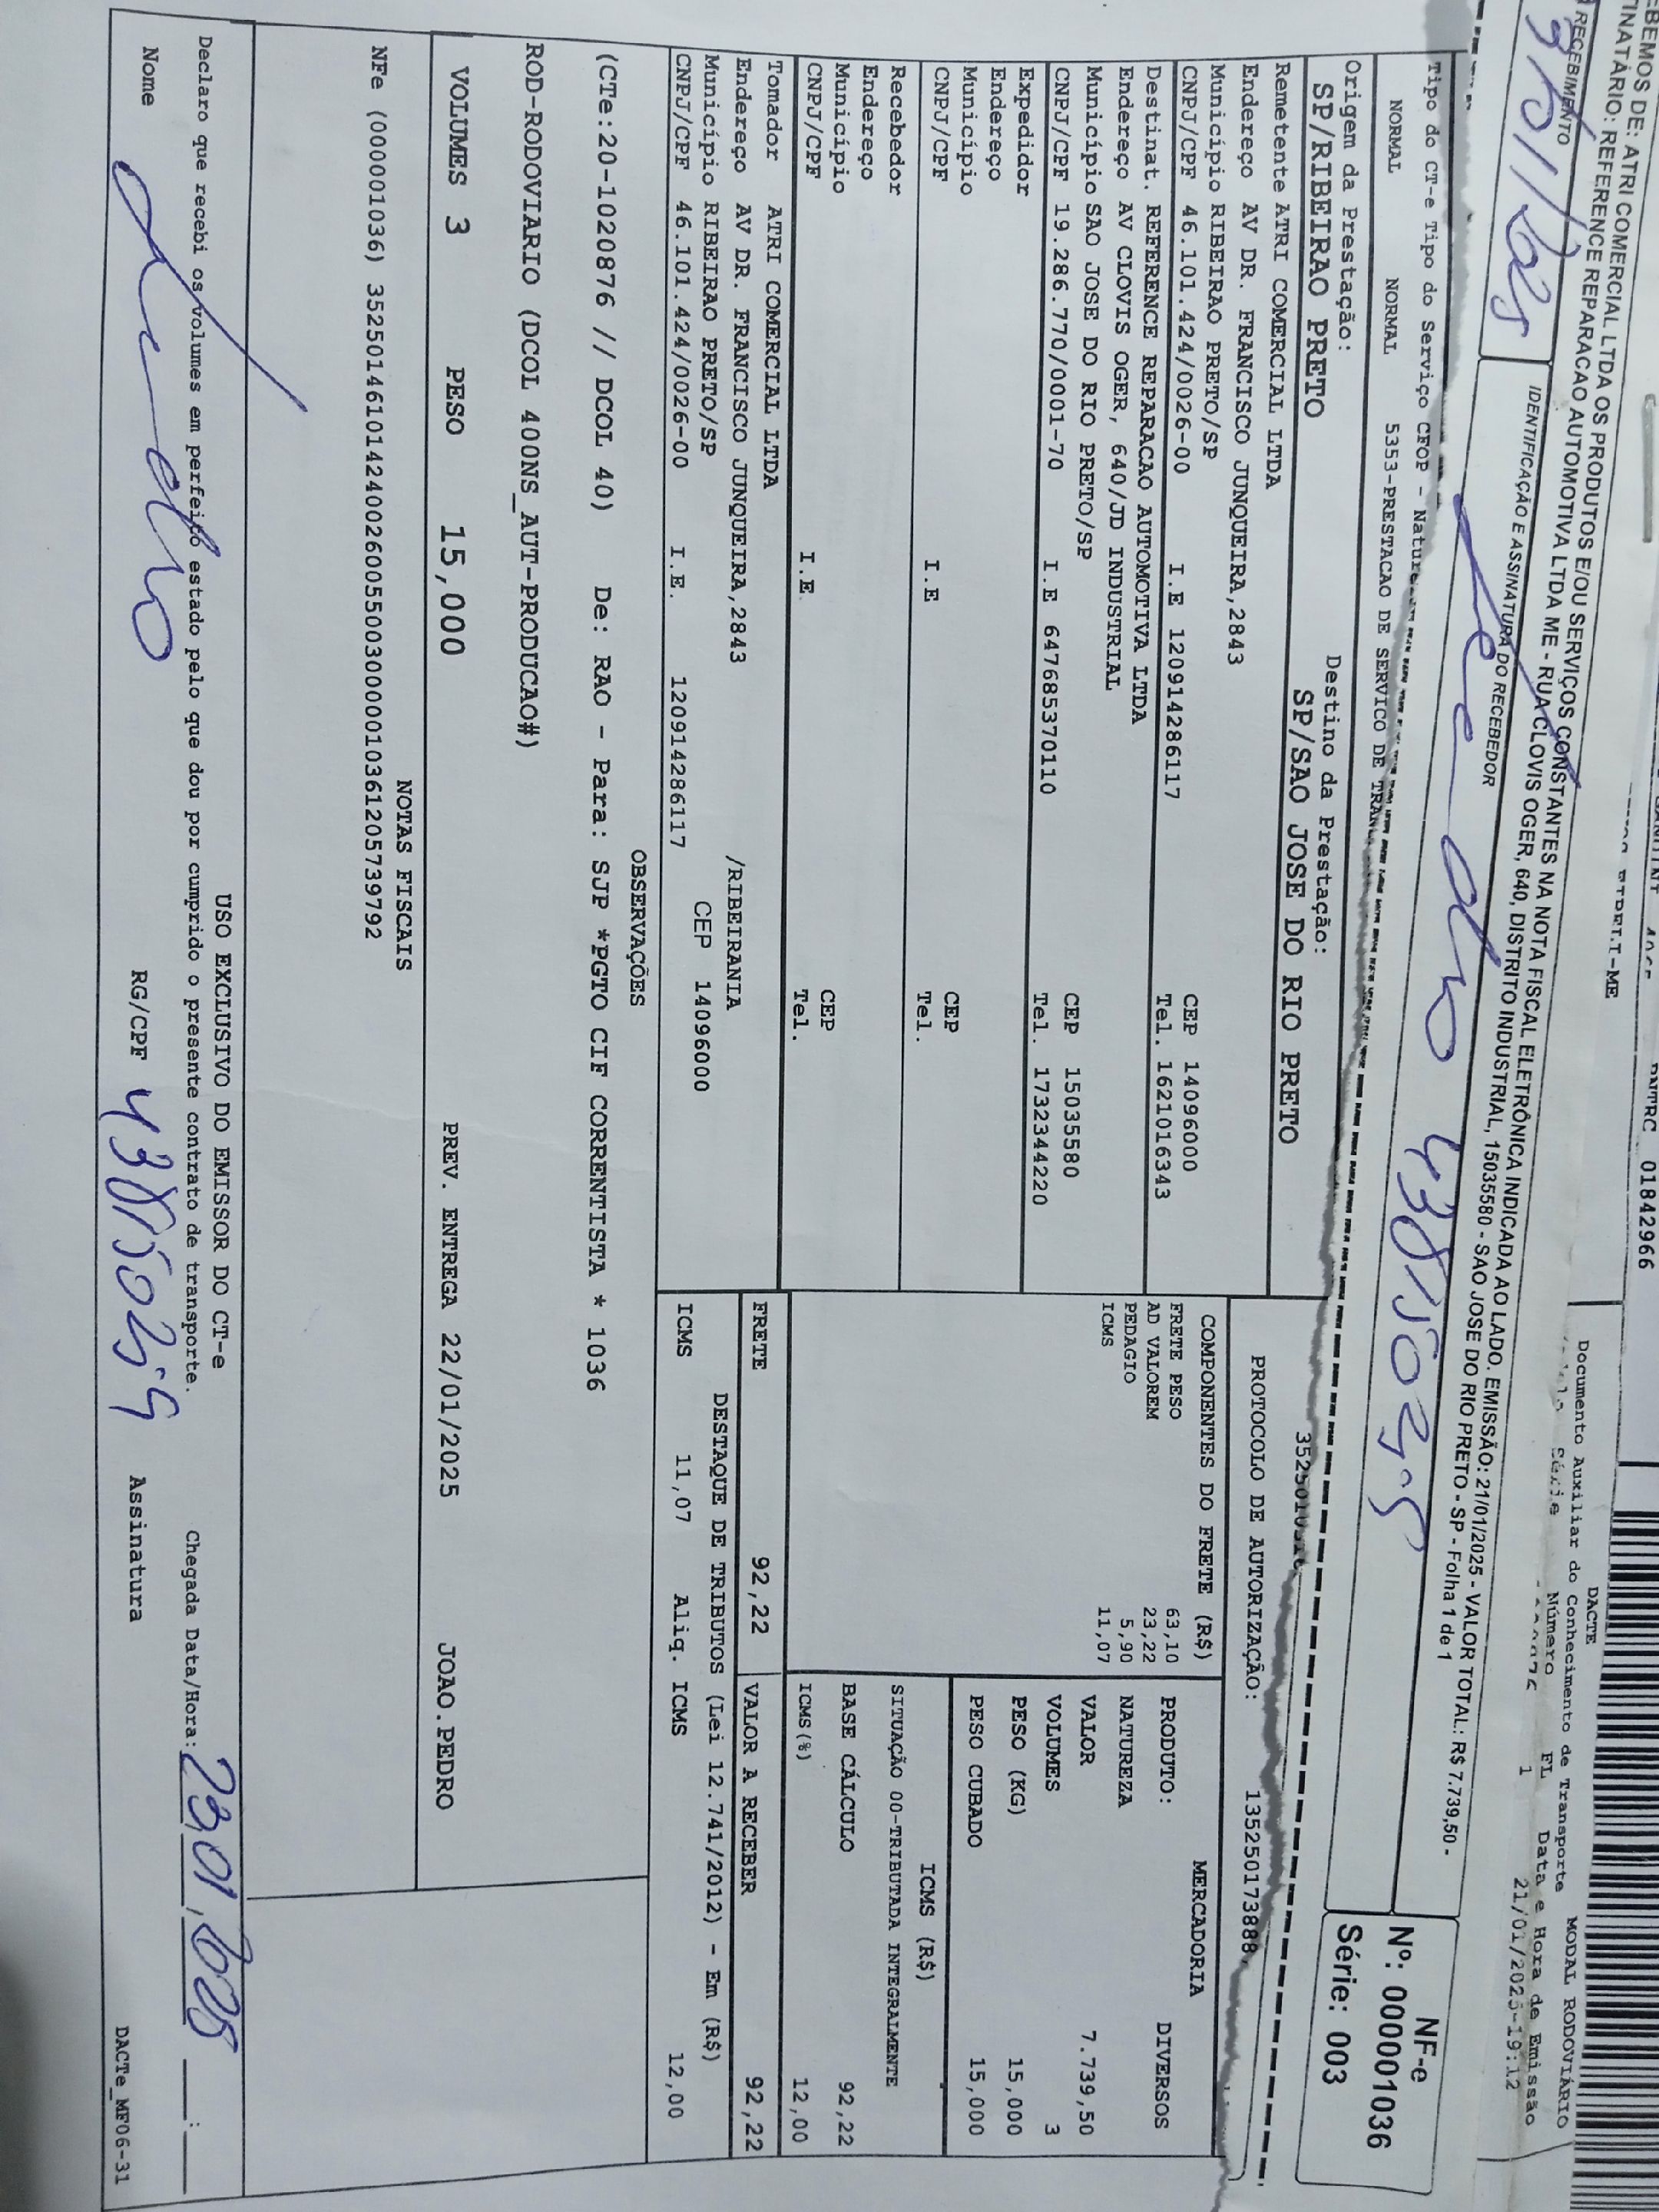 EBEMOS DE: ATRI COMERCIAL LTDA OS PRODUTOS E/OU SERVIÇOS CONSTANTES NA NOTA FISCAL ELETRÔNICA INDICADA AO LADO. EMISSÃO: 21/01/2025 - VALOR TOTAL: R$ 7.739,50 -
TINATÁRIO: REFERENCE REPARACAO AUTOMOTIVA LTDA ME - RUA CLOVIS OGER, 640, DISTRITO INDUSTRIAL, 15035580 - SAO JOSE DO RIO PRETO - SP - Folha 1 de 1
RECEBIMENTO
IDENTIFICAÇÃO E ASSINATURA DO RECEBEDOR
NF-e
Nº: 000001036
Série: 003
01842966
DACTE
MODAL RODOVIÁRIO
Documento Auxiliar do Conhecimento de Transporte
Série Número FL Data e Hora de Emissão
1 21/01/2025-19:12
Tipo do CT-e Tipo do Serviço CFOP -
NORMAL NORMAL 5353-PRESTACAO DE SERVICO DE
Origem da Prestação: Destino da Prestação:
SP/RIBEIRAO PRETO SP/SAO JOSE DO RIO PRETO
PROTOCOLO DE AUTORIZAÇÃO:
Remetente ATRI COMERCIAL LTDA
Endereço AV DR. FRANCISCO JUNQUEIRA,2843
Município RIBEIRAO PRETO/SP CEP 14096000
CNPJ/CPF 46.101.424/0026-00 I.E 120914286117 Tel. 1621016343
Destinat. REFERENCE REPARACAO AUTOMOTIVA LTDA
Endereço AV CLOVIS OGER, 640/JD INDUSTRIAL
Município SAO JOSE DO RIO PRETO/SP CEP 15035580
CNPJ/CPF 19.286.770/0001-70 I.E 647685370110 Tel. 1732344220
Expedidor
Endereço
Município CEP
CNPJ/CPF I.E Tel.
Recebedor
Endereço
Município CEP
CNPJ/CPF I.E. Tel.
Tomador ATRI COMERCIAL LTDA
Endereço AV DR. FRANCISCO JUNQUEIRA,2843 /RIBEIRANIA
Município RIBEIRAO PRETO/SP CEP 14096000
CNPJ/CPF 46.101.424/0026-00 I.E. 120914286117
COMPONENTES DO FRETE (R$)
FRETE PESO 63,10
AD VALOREM 23,22
PEDAGIO 5,90
ICMS 11,07
MERCADORIA
PRODUTO: DIVERSOS
NATUREZA
VALOR 7.739,50
VOLUMES 3
PESO (KG) 15,000
PESO CUBADO 15,000
ICMS (R$)
SITUAÇÃO 00-TRIBUTADA INTEGRALMENTE
BASE CÁLCULO 92,22
ICMS(%) 12,00
FRETE 92,22 VALOR A RECEBER 92,22
DESTAQUE DE TRIBUTOS (Lei 12.741/2012) - Em (R$)
ICMS 11,07 Aliq. ICMS 12,00
OBSERVAÇÕES
(CTe:20-1020876 // DCOL 40) De: RAO - Para: SJP *PGTO CIF CORRENTISTA * 1036
ROD-RODOVIARIO (DCOL 400NS_AUT-PRODUCAO#)
VOLUMES 3 PESO 15,000 PREV. ENTREGA 22/01/2025 JOAO.PEDRO
NOTAS FISCAIS
NFe (000001036) 35250146101424002600550030000010361205739792
USO EXCLUSIVO DO EMISSOR DO CT-e
Declaro que recebi os volumes em perfeito estado pelo que dou por cumprido o presente contrato de transporte. Chegada Data/Hora:
Nome RG/CPF Assinatura
DACTe_MF06-31